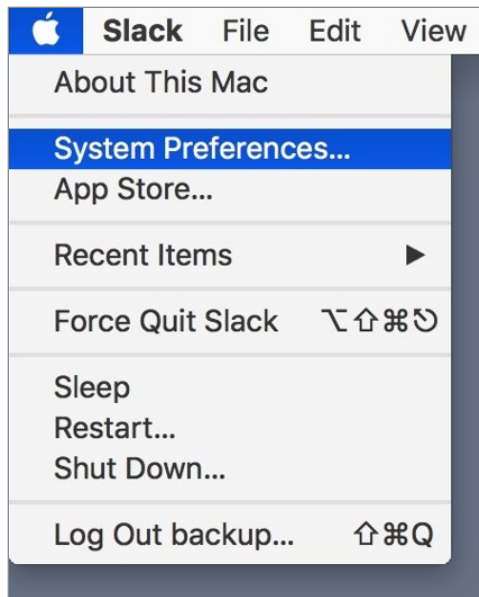 Slack File Edit View
About This Mac
System Preferences...
App Store...
Recent Items ▶
Force Quit Slack ⌥⇧⌘⎋
Sleep
Restart...
Shut Down...
Log Out backup... ⇧⌘Q